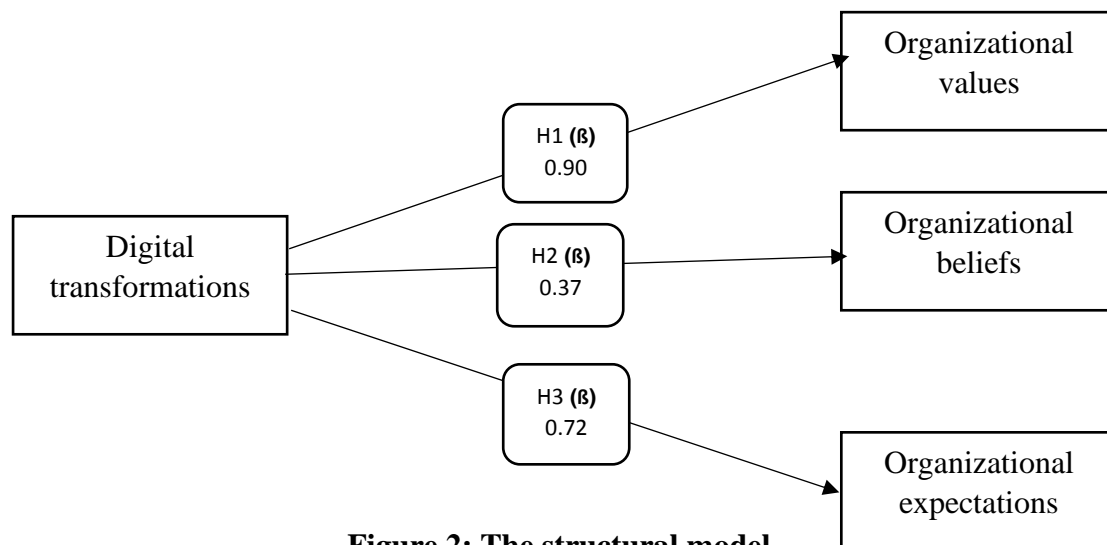 Organizational
values
H1 (ß)
0.90
Digital
transformations
H2 (ß)
0.37
Organizational
beliefs
H3 (ß)
0.72
Organizational
expectations
Figure 2: The structural model